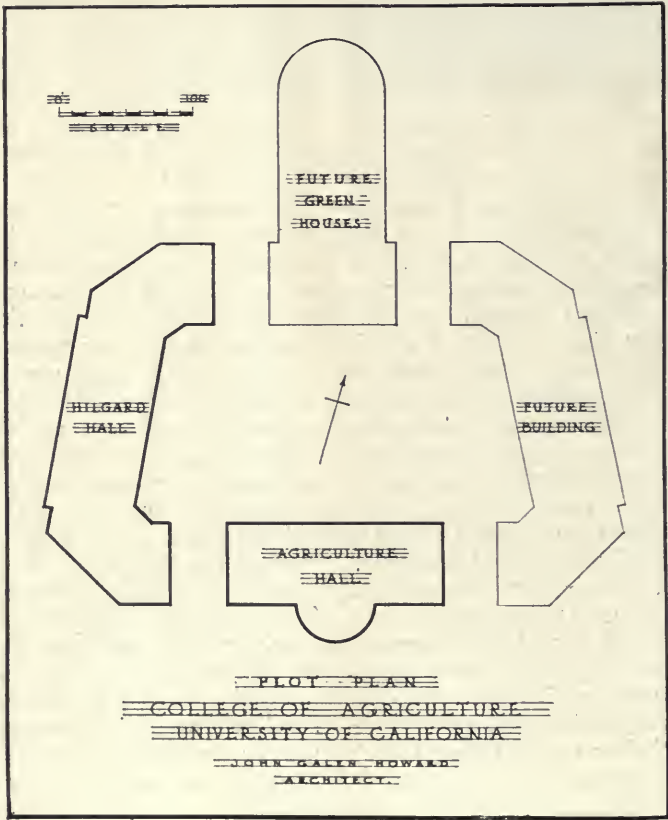 0' 100
SCALE
FUTURE
GREEN
HOUSES
HILGARD
HALL
FUTURE
BUILDING
AGRICULTURE
HALL
PLOT PLAN
COLLEGE OF AGRICULTURE
UNIVERSITY OF CALIFORNIA
JOHN GALEN HOWARD
ARCHITECT.